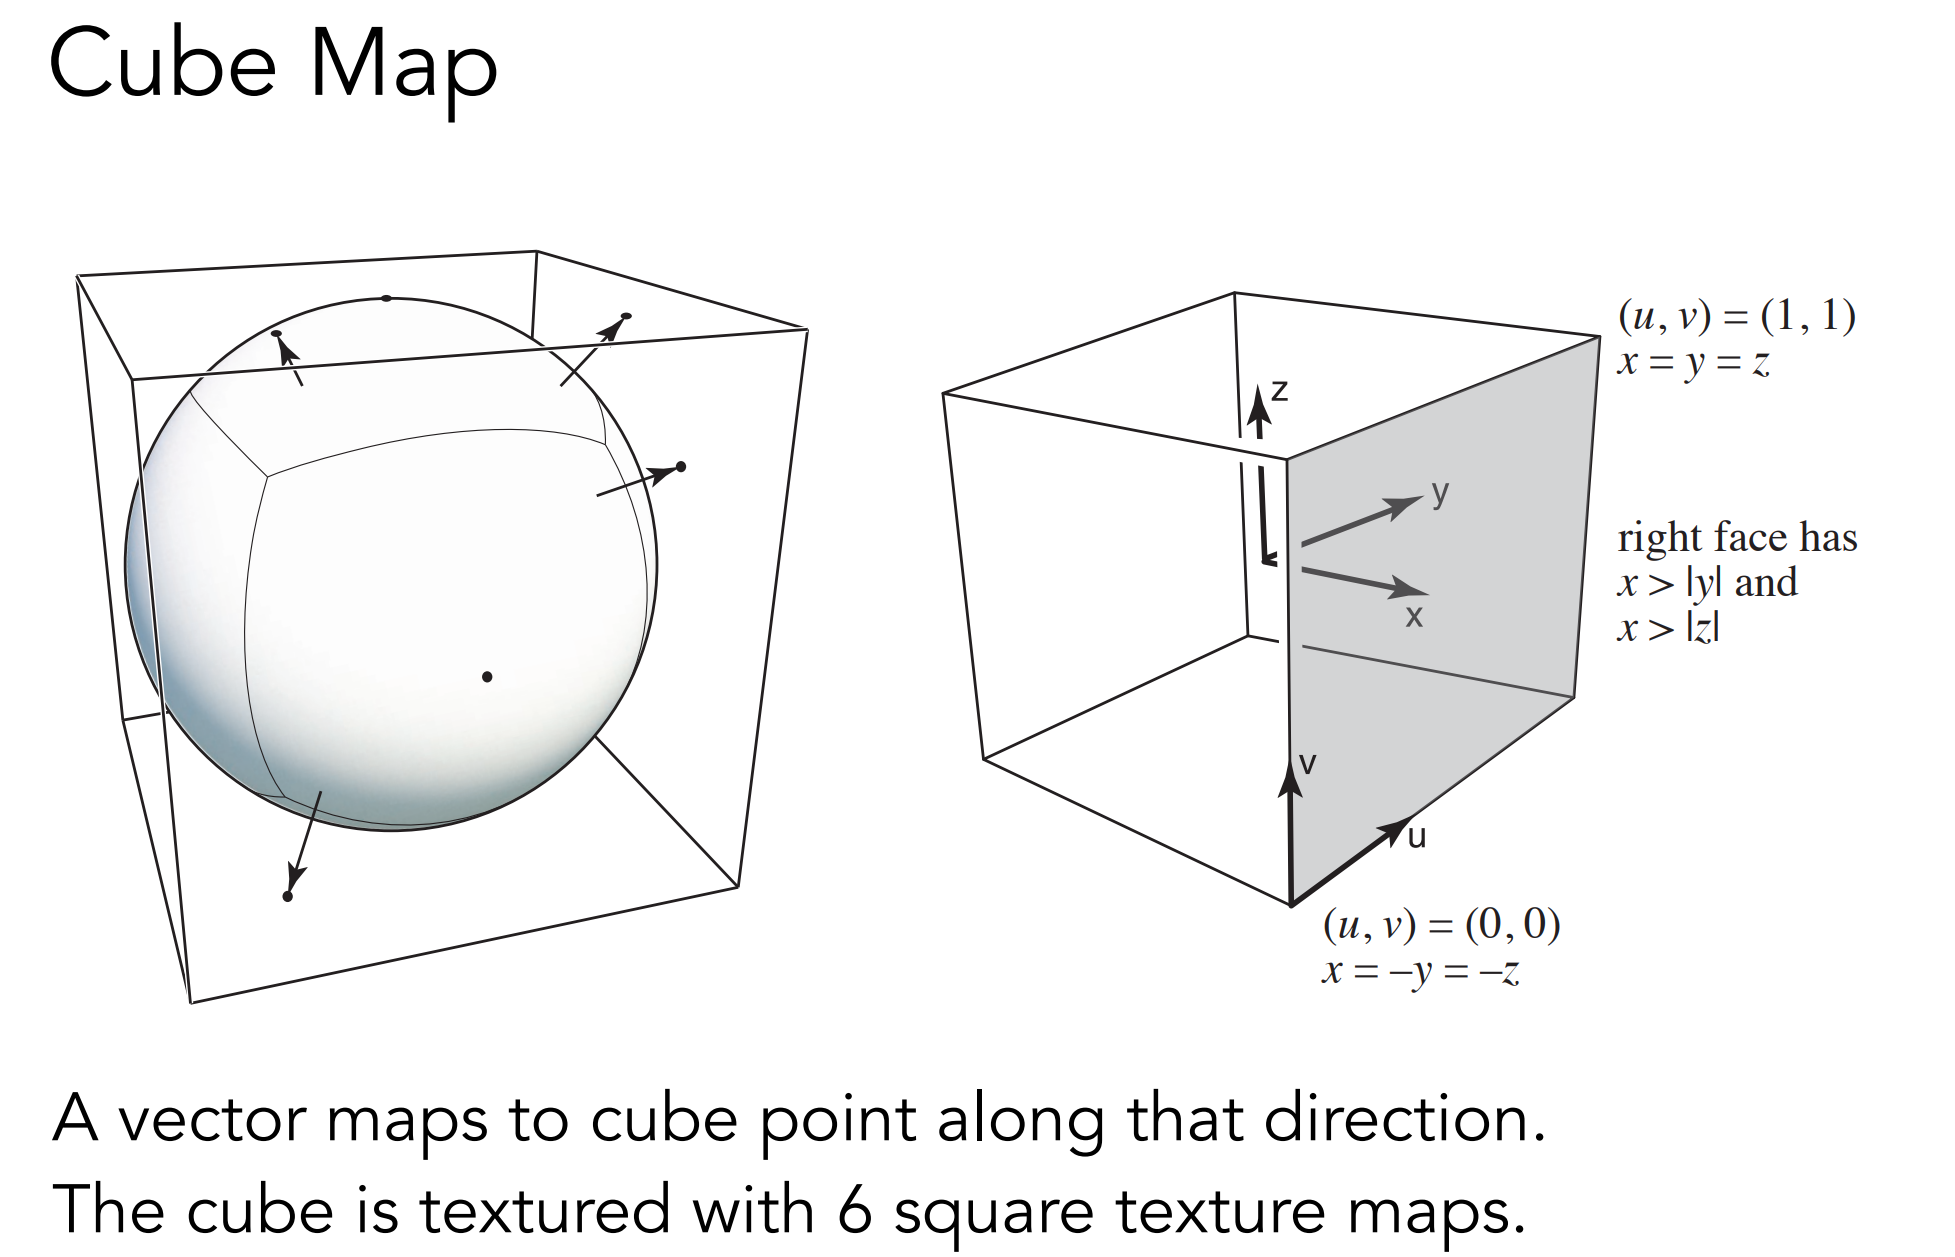 Cube Map
(u, v) = (1, 1)
x = y = z
z
y
x
right face has
x > |y| and
x > |z|
v
u
(u, v) = (0, 0)
x = –y = –z
A vector maps to cube point along that direction.
The cube is textured with 6 square texture maps.